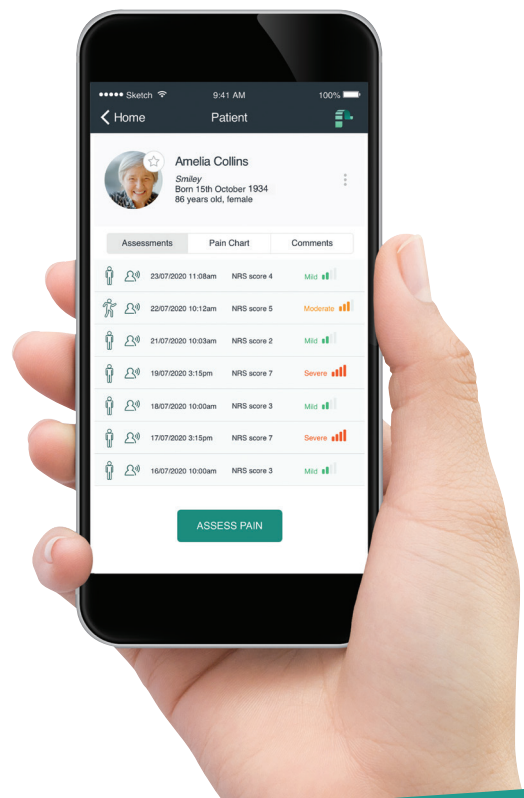 Sketch 9:41 AM 100%
Home Patient
Amelia Collins
Smiley
Born 15th October 1934
86 years old, female
Assessments Pain Chart Comments
23/07/2020 11:08am NRS score 4 Mild
22/07/2020 10:12am NRS score 5 Moderate
21/07/2020 10:03am NRS score 2 Mild
19/07/2020 3:15pm NRS score 7 Severe
18/07/2020 10:00am NRS score 3 Mild
17/07/2020 3:15pm NRS score 7 Severe
16/07/2020 10:00am NRS score 3 Mild
ASSESS PAIN